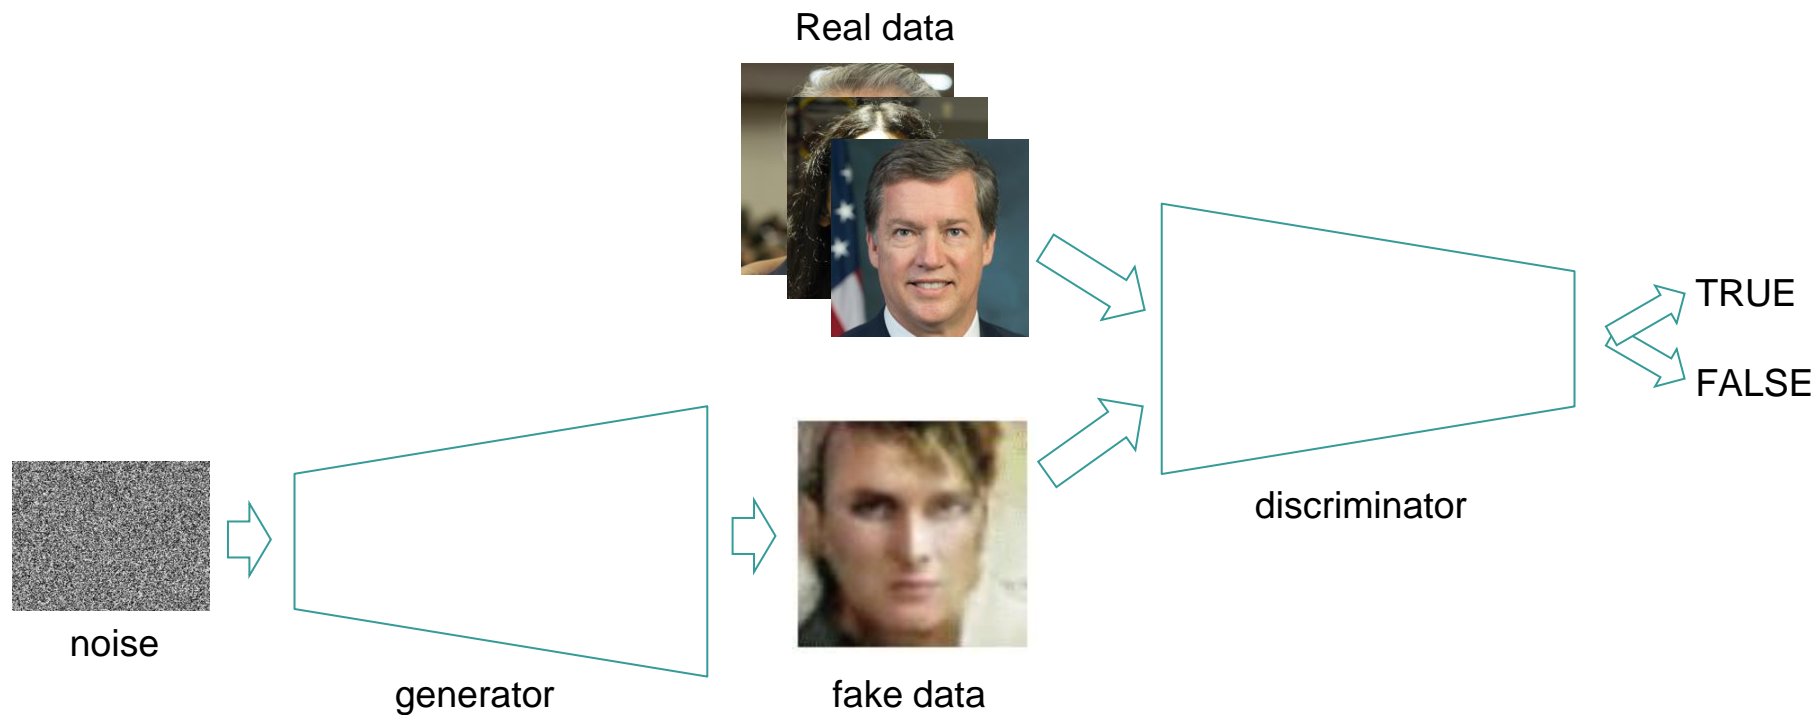 Real data
TRUE
FALSE
discriminator
noise
generator
fake data